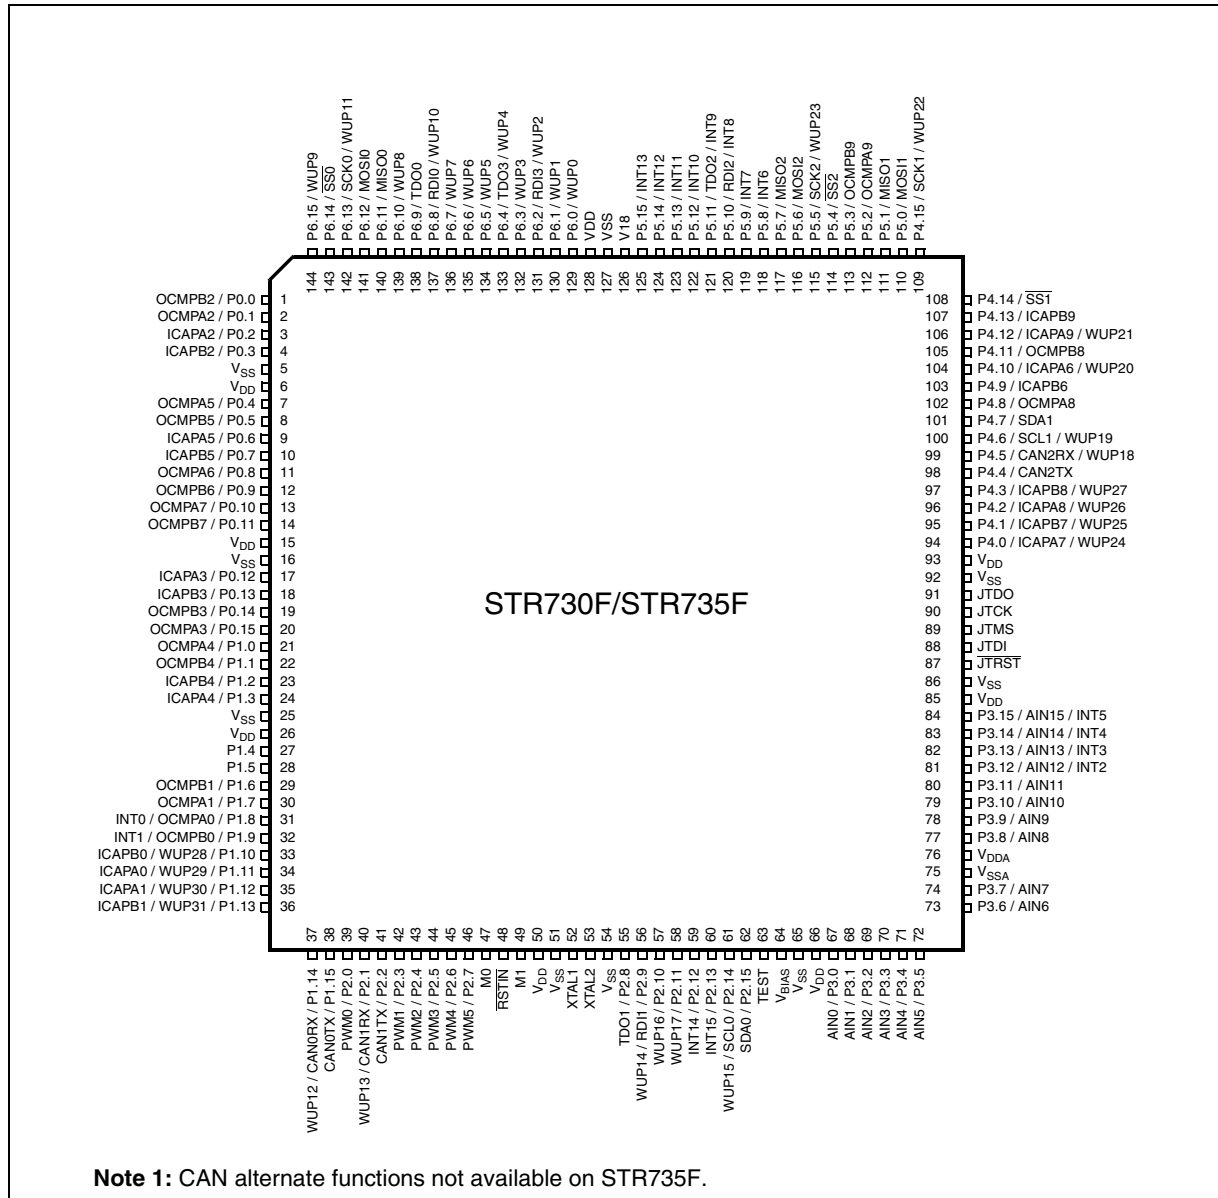 P6.15 / WUP9
P6.14 / SS0
P6.13 / SCK0 / WUP11
P6.12 / MOSI0
P6.11 / MISO0
P6.10 / WUP8
P6.9 / TDO0
P6.8 / RDI0 / WUP10
P6.7 / WUP7
P6.6 / WUP6
P6.5 / WUP5
P6.4 / TDO3 / WUP4
P6.3 / WUP3
P6.2 / RDI3 / WUP2
P6.1 / WUP1
P6.0 / WUP0
VDD
VSS
V18
P5.15 / INT13
P5.14 / INT12
P5.13 / INT11
P5.12 / INT10
P5.11 / TDO2 / INT9
P5.10 / RDI2 / INT8
P5.9 / INT7
P5.8 / INT6
P5.7 / MISO2
P5.6 / MOSI2
P5.5 / SCK2 / WUP23
P5.4 / SS2
P5.3 / OCMPB9
P5.2 / OCMPA9
P5.1 / MISO1
P5.0 / MOSI1
P4.15 / SCK1 / WUP22
144 143 142 141 140 139 138 137 136 135 134 133 132 131 130 129 128 127 126 125 124 123 122 121 120 119 118 117 116 115 114 113 112 111 110 109
OCMPB2 / P0.0 1
OCMPA2 / P0.1 2
ICAPA2 / P0.2 3
ICAPB2 / P0.3 4
VSS 5
VDD 6
OCMPA5 / P0.4 7
OCMPB5 / P0.5 8
ICAPA5 / P0.6 9
ICAPB5 / P0.7 10
OCMPA6 / P0.8 11
OCMPB6 / P0.9 12
OCMPA7 / P0.10 13
OCMPB7 / P0.11 14
VDD 15
VSS 16
ICAPA3 / P0.12 17
ICAPB3 / P0.13 18
OCMPB3 / P0.14 19
OCMPA3 / P0.15 20
OCMPA4 / P1.0 21
OCMPB4 / P1.1 22
ICAPB4 / P1.2 23
ICAPA4 / P1.3 24
VSS 25
VDD 26
P1.4 27
P1.5 28
OCMPB1 / P1.6 29
OCMPA1 / P1.7 30
INT0 / OCMPA0 / P1.8 31
INT1 / OCMPB0 / P1.9 32
ICAPB0 / WUP28 / P1.10 33
ICAPA0 / WUP29 / P1.11 34
ICAPA1 / WUP30 / P1.12 35
ICAPB1 / WUP31 / P1.13 36
STR730F/STR735F
108 P4.14 / SS1
107 P4.13 / ICAPB9
106 P4.12 / ICAPA9 / WUP21
105 P4.11 / OCMPB8
104 P4.10 / ICAPA6 / WUP20
103 P4.9 / ICAPB6
102 P4.8 / OCMPA8
101 P4.7 / SDA1
100 P4.6 / SCL1 / WUP19
99 P4.5 / CAN2RX / WUP18
98 P4.4 / CAN2TX
97 P4.3 / ICAPB8 / WUP27
96 P4.2 / ICAPA8 / WUP26
95 P4.1 / ICAPB7 / WUP25
94 P4.0 / ICAPA7 / WUP24
93 VDD
92 VSS
91 JTDO
90 JTCK
89 JTMS
88 JTDI
87 JTRST
86 VSS
85 VDD
84 P3.15 / AIN15 / INT5
83 P3.14 / AIN14 / INT4
82 P3.13 / AIN13 / INT3
81 P3.12 / AIN12 / INT2
80 P3.11 / AIN11
79 P3.10 / AIN10
78 P3.9 / AIN9
77 P3.8 / AIN8
76 VDDA
75 VSSA
74 P3.7 / AIN7
73 P3.6 / AIN6
37 38 39 40 41 42 43 44 45 46 47 48 49 50 51 52 53 54 55 56 57 58 59 60 61 62 63 64 65 66 67 68 69 70 71 72
WUP12 / CAN0RX / P1.14
CAN0TX / P1.15
PWM0 / P2.0
WUP13 / CAN1RX / P2.1
CAN1TX / P2.2
PWM1 / P2.3
PWM2 / P2.4
PWM3 / P2.5
PWM4 / P2.6
PWM5 / P2.7
M0
RSTIN
M1
VDD
VSS
XTAL1
XTAL2
VSS
TDO1 / P2.8
WUP14 / RDI1 / P2.9
WUP16 / P2.10
WUP17 / P2.11
INT14 / P2.12
INT15 / P2.13
WUP15 / SCL0 / P2.14
SDA0 / P2.15
TEST
VBIAS
VSS
VDD
AIN0 / P3.0
AIN1 / P3.1
AIN2 / P3.2
AIN3 / P3.3
AIN4 / P3.4
AIN5 / P3.5
Note 1: CAN alternate functions not available on STR735F.